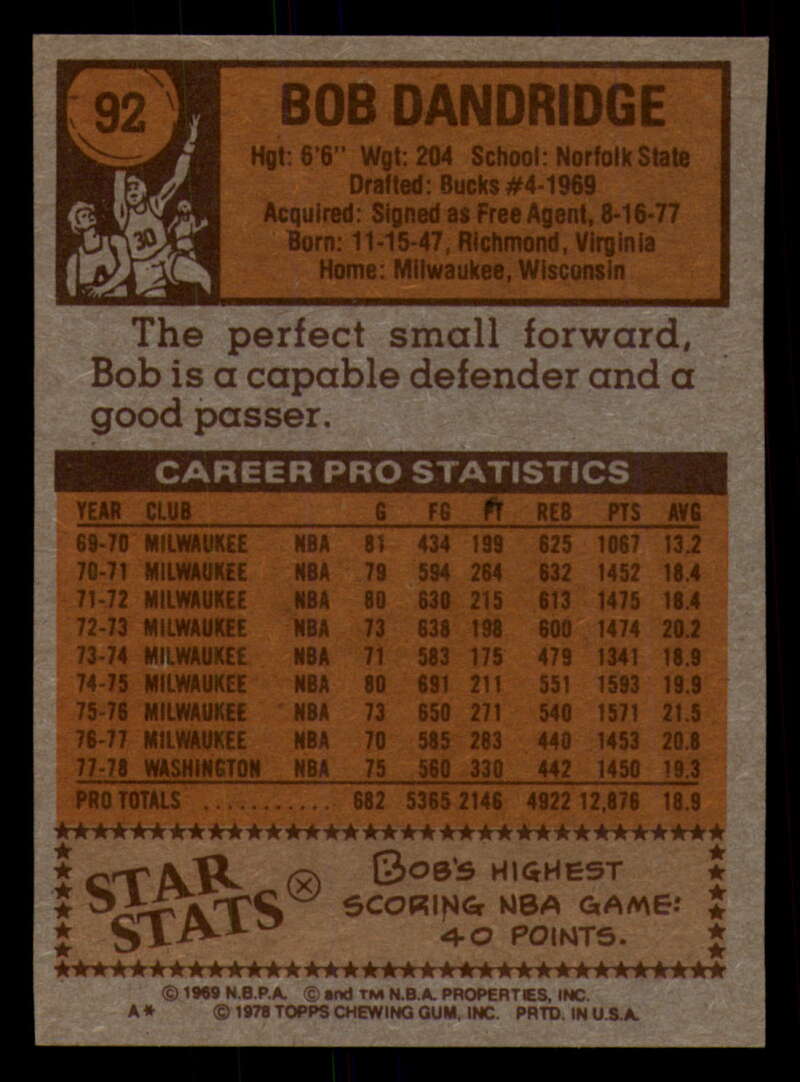 92
BOB DANDRIDGE
Hgt: 6'6" Wgt: 204 School: Norfolk State
Drafted: Bucks #4-1969
Acquired: Signed as Free Agent, 8-16-77
Born: 11-15-47, Richmond, Virginia
Home: Milwaukee, Wisconsin
30
The perfect small forward,
Bob is a capable defender and a
good passer.
CAREER PRO STATISTICS
YEAR CLUB G FG FT REB PTS AVG
69-70 MILWAUKEE NBA 81 434 199 625 1067 13.2
70-71 MILWAUKEE NBA 79 594 264 632 1452 18.4
71-72 MILWAUKEE NBA 80 630 215 613 1475 18.4
72-73 MILWAUKEE NBA 73 638 198 600 1474 20.2
73-74 MILWAUKEE NBA 71 583 175 479 1341 18.9
74-75 MILWAUKEE NBA 80 691 211 551 1593 19.9
75-76 MILWAUKEE NBA 73 650 271 540 1571 21.5
76-77 MILWAUKEE NBA 70 585 283 440 1453 20.8
77-78 WASHINGTON NBA 75 560 330 442 1450 19.3
PRO TOTALS ........... 682 5365 2146 4922 12,876 18.9
STAR
STATS
BOB'S HIGHEST
SCORING NBA GAME:
40 POINTS.
© 1969 N.B.P.A. © and TM N.B.A. PROPERTIES, INC.
A* © 1978 TOPPS CHEWING GUM, INC. PRTD. IN U.S.A.